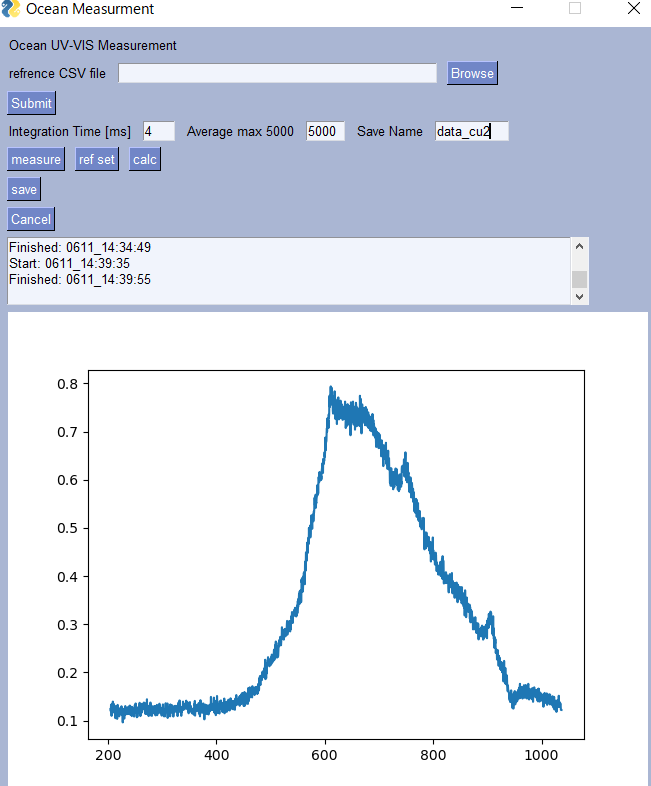 Ocean Measurment
Ocean UV-VIS Measurement
refrence CSV file Browse
Submit
Integration Time [ms] 4 Average max 5000 5000 Save Name data_cu2
measure ref set calc
save
Cancel
Finished: 0611_14:34:49
Start: 0611_14:39:35
Finished: 0611_14:39:55
0.8
0.7
0.6
0.5
0.4
0.3
0.2
0.1
200 400 600 800 1000